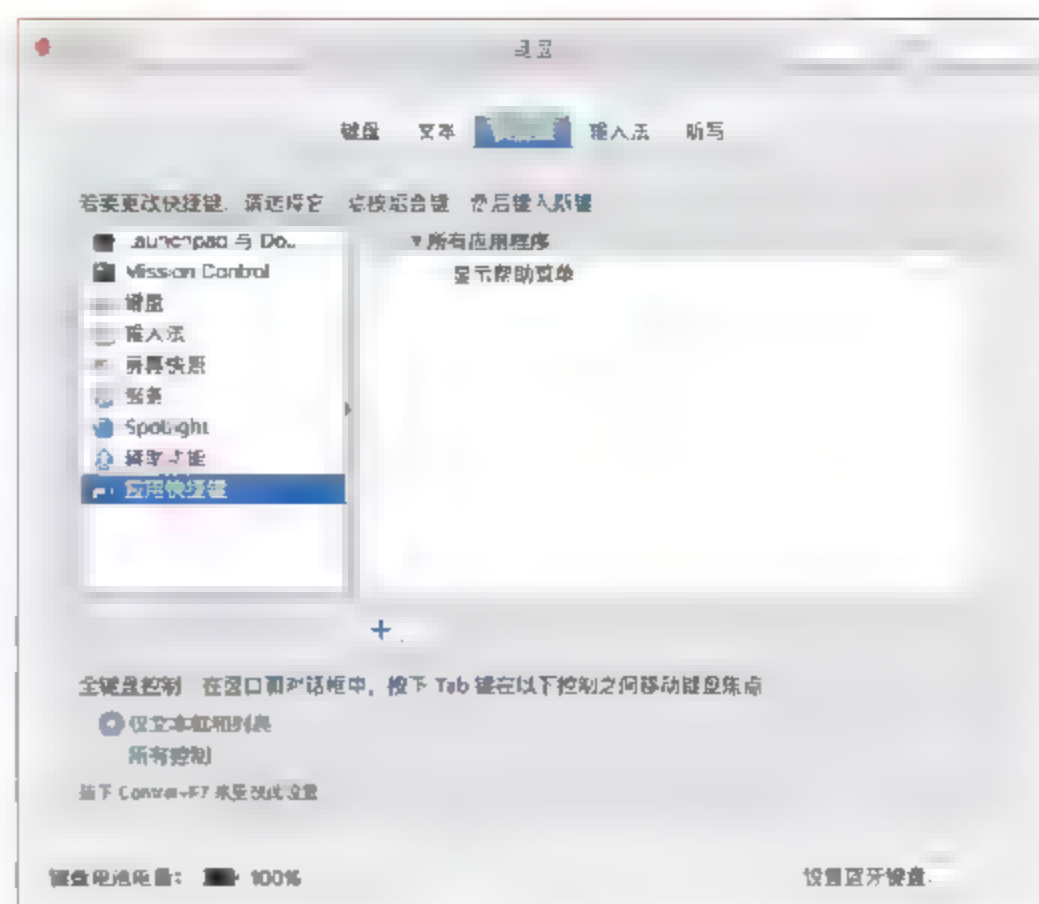 键盘
键盘 文本 输入法 听写
若要更改快捷键，请选择它，按组合键，然后键入新键
Launchpad 与 Doc
Mission Control
键盘
输入法
屏幕快照
服务
Spotlight
辅助功能
应用快捷键
▼所有应用程序
显示帮助菜单
+
全键盘控制 在窗口和对话框中，按下 Tab 键在以下控制之间移动键盘焦点
仅文本框和列表
所有控制
按下 Control+F7 来更改此设置
键盘电池电量： 100%
设置蓝牙键盘